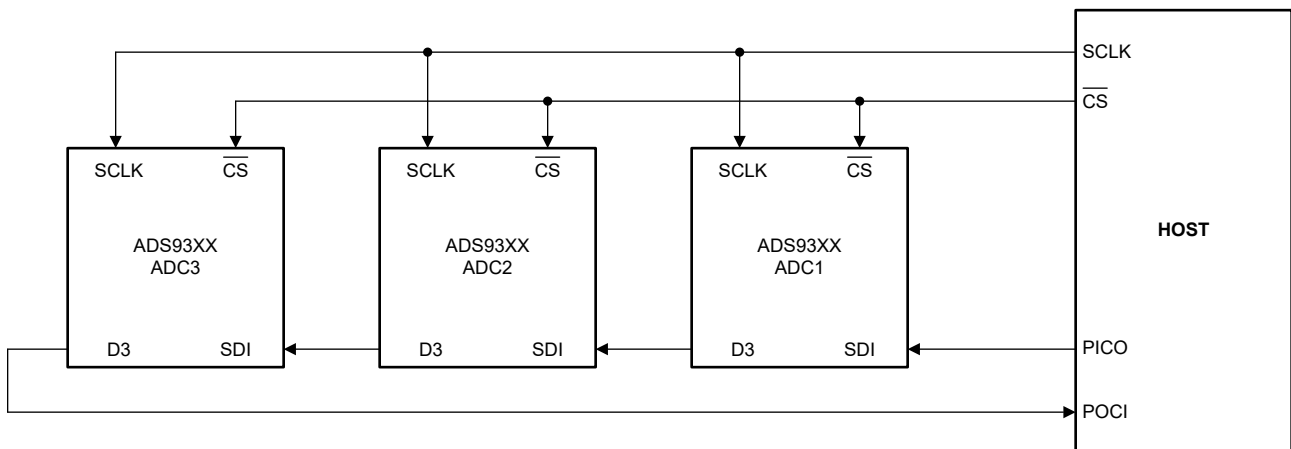 SCLK
CS
SCLK CS SCLK CS SCLK CS
ADS93XX ADS93XX ADS93XX HOST
ADC3 ADC2 ADC1
D3 SDI D3 SDI D3 SDI PICO
POCI